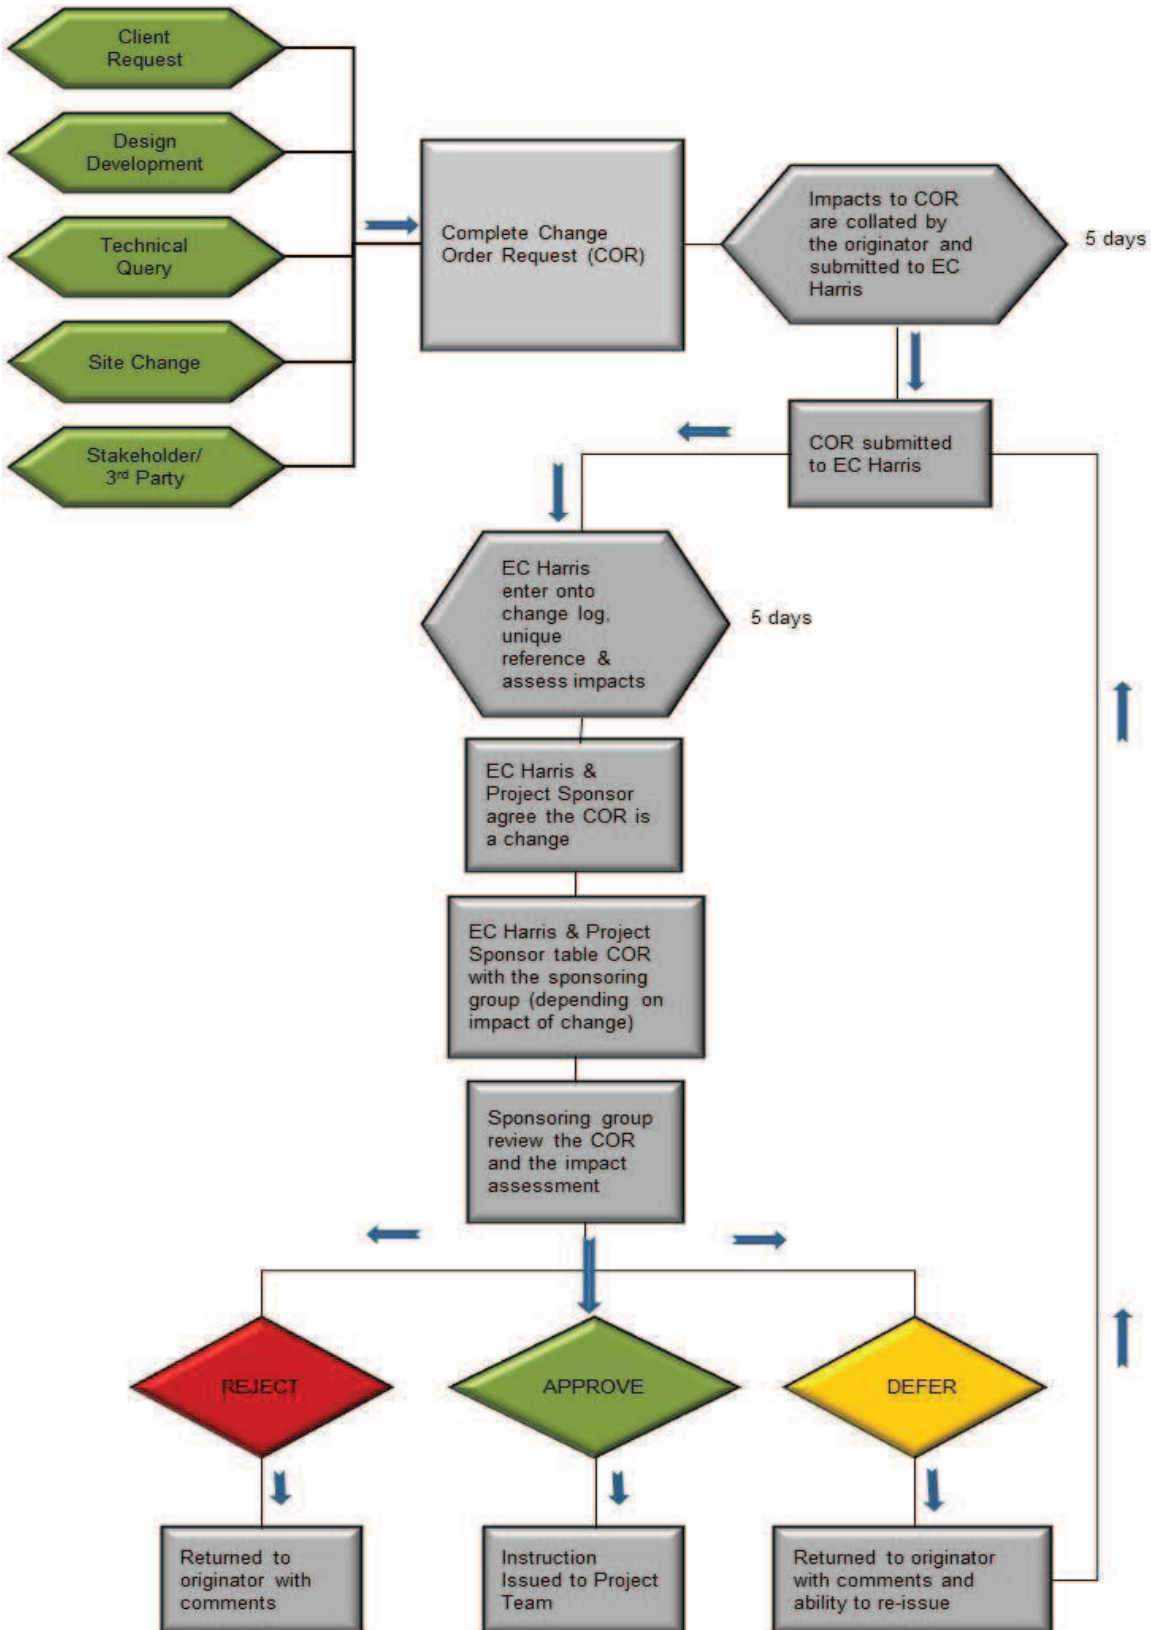 Client
Request
Design
Development
Technical
Query
Site Change
Stakeholder/
3rd Party
Complete Change
Order Request (COR)
Impacts to COR
are collated by
the originator and
submitted to EC
Harris
5 days
COR submitted
to EC Harris
EC Harris
enter onto
change log,
unique
reference &
assess impacts
5 days
EC Harris &
Project Sponsor
agree the COR is
a change
EC Harris & Project
Sponsor table COR
with the sponsoring
group (depending on
impact of change)
Sponsoring group
review the COR
and the impact
assessment
REJECT
APPROVE
DEFER
Returned to
originator with
comments
Instruction
Issued to Project
Team
Returned to originator
with comments and
ability to re-issue